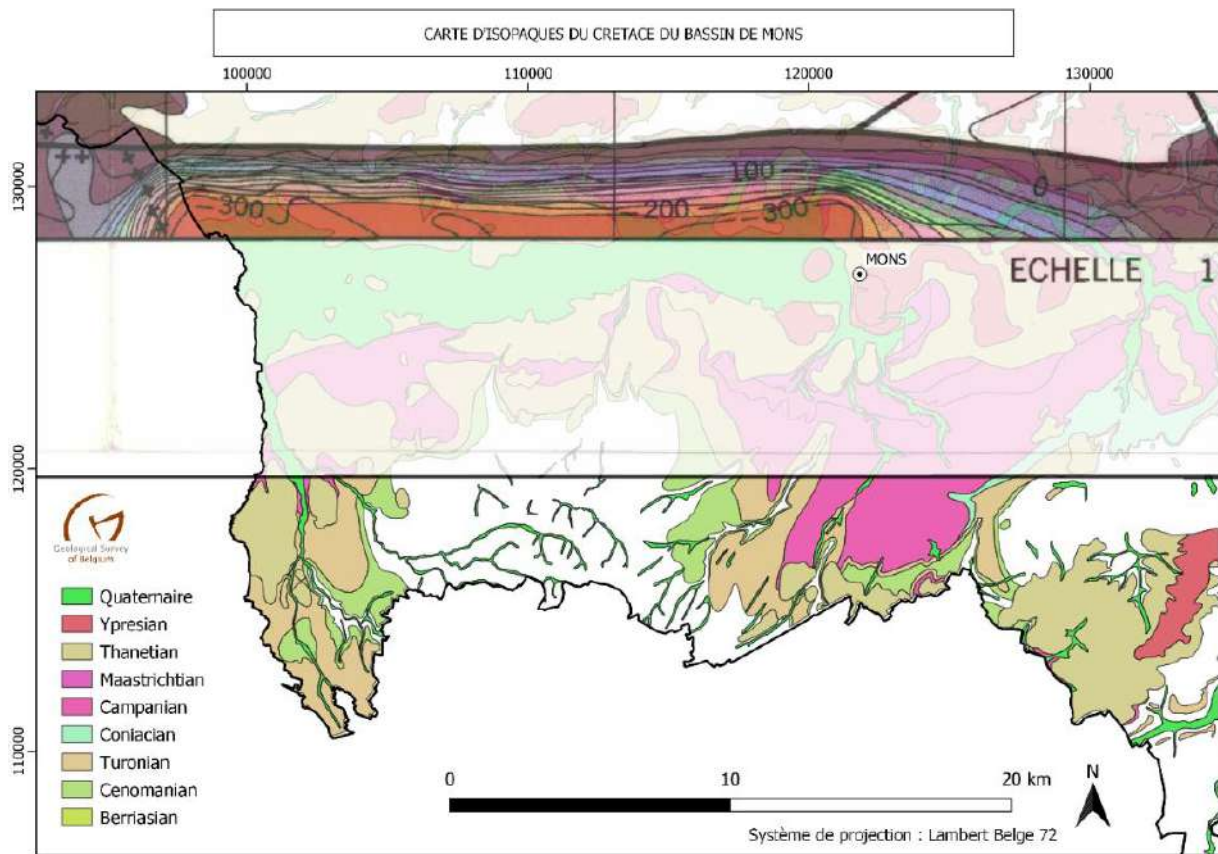 CARTE D'ISOPAQUES DU CRETACE DU BASSIN DE MONS
100000 110000 120000 130000
130000
100
0
-300
-200
-300
MONS
ECHELLE 1
120000
Geological Survey
of Belgium
Quaternaire
Ypresian
Thanetian
Maastrichtian
Campanian
Coniacian
Turonian
Cenomanian
Berriasian
110000
0 10 20 km
N
Système de projection : Lambert Belge 72